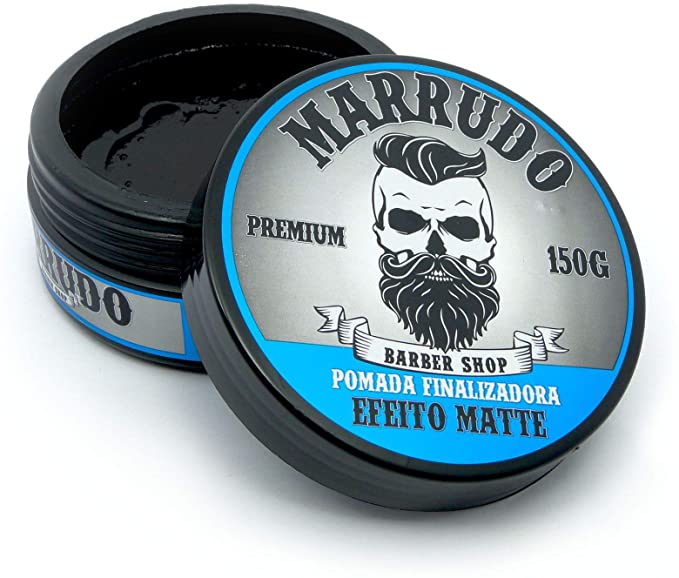 MARRUDO
PREMIUM
150G
BARBER SHOP
POMADA FINALIZADORA
EFEITO MATTE
RRUDO